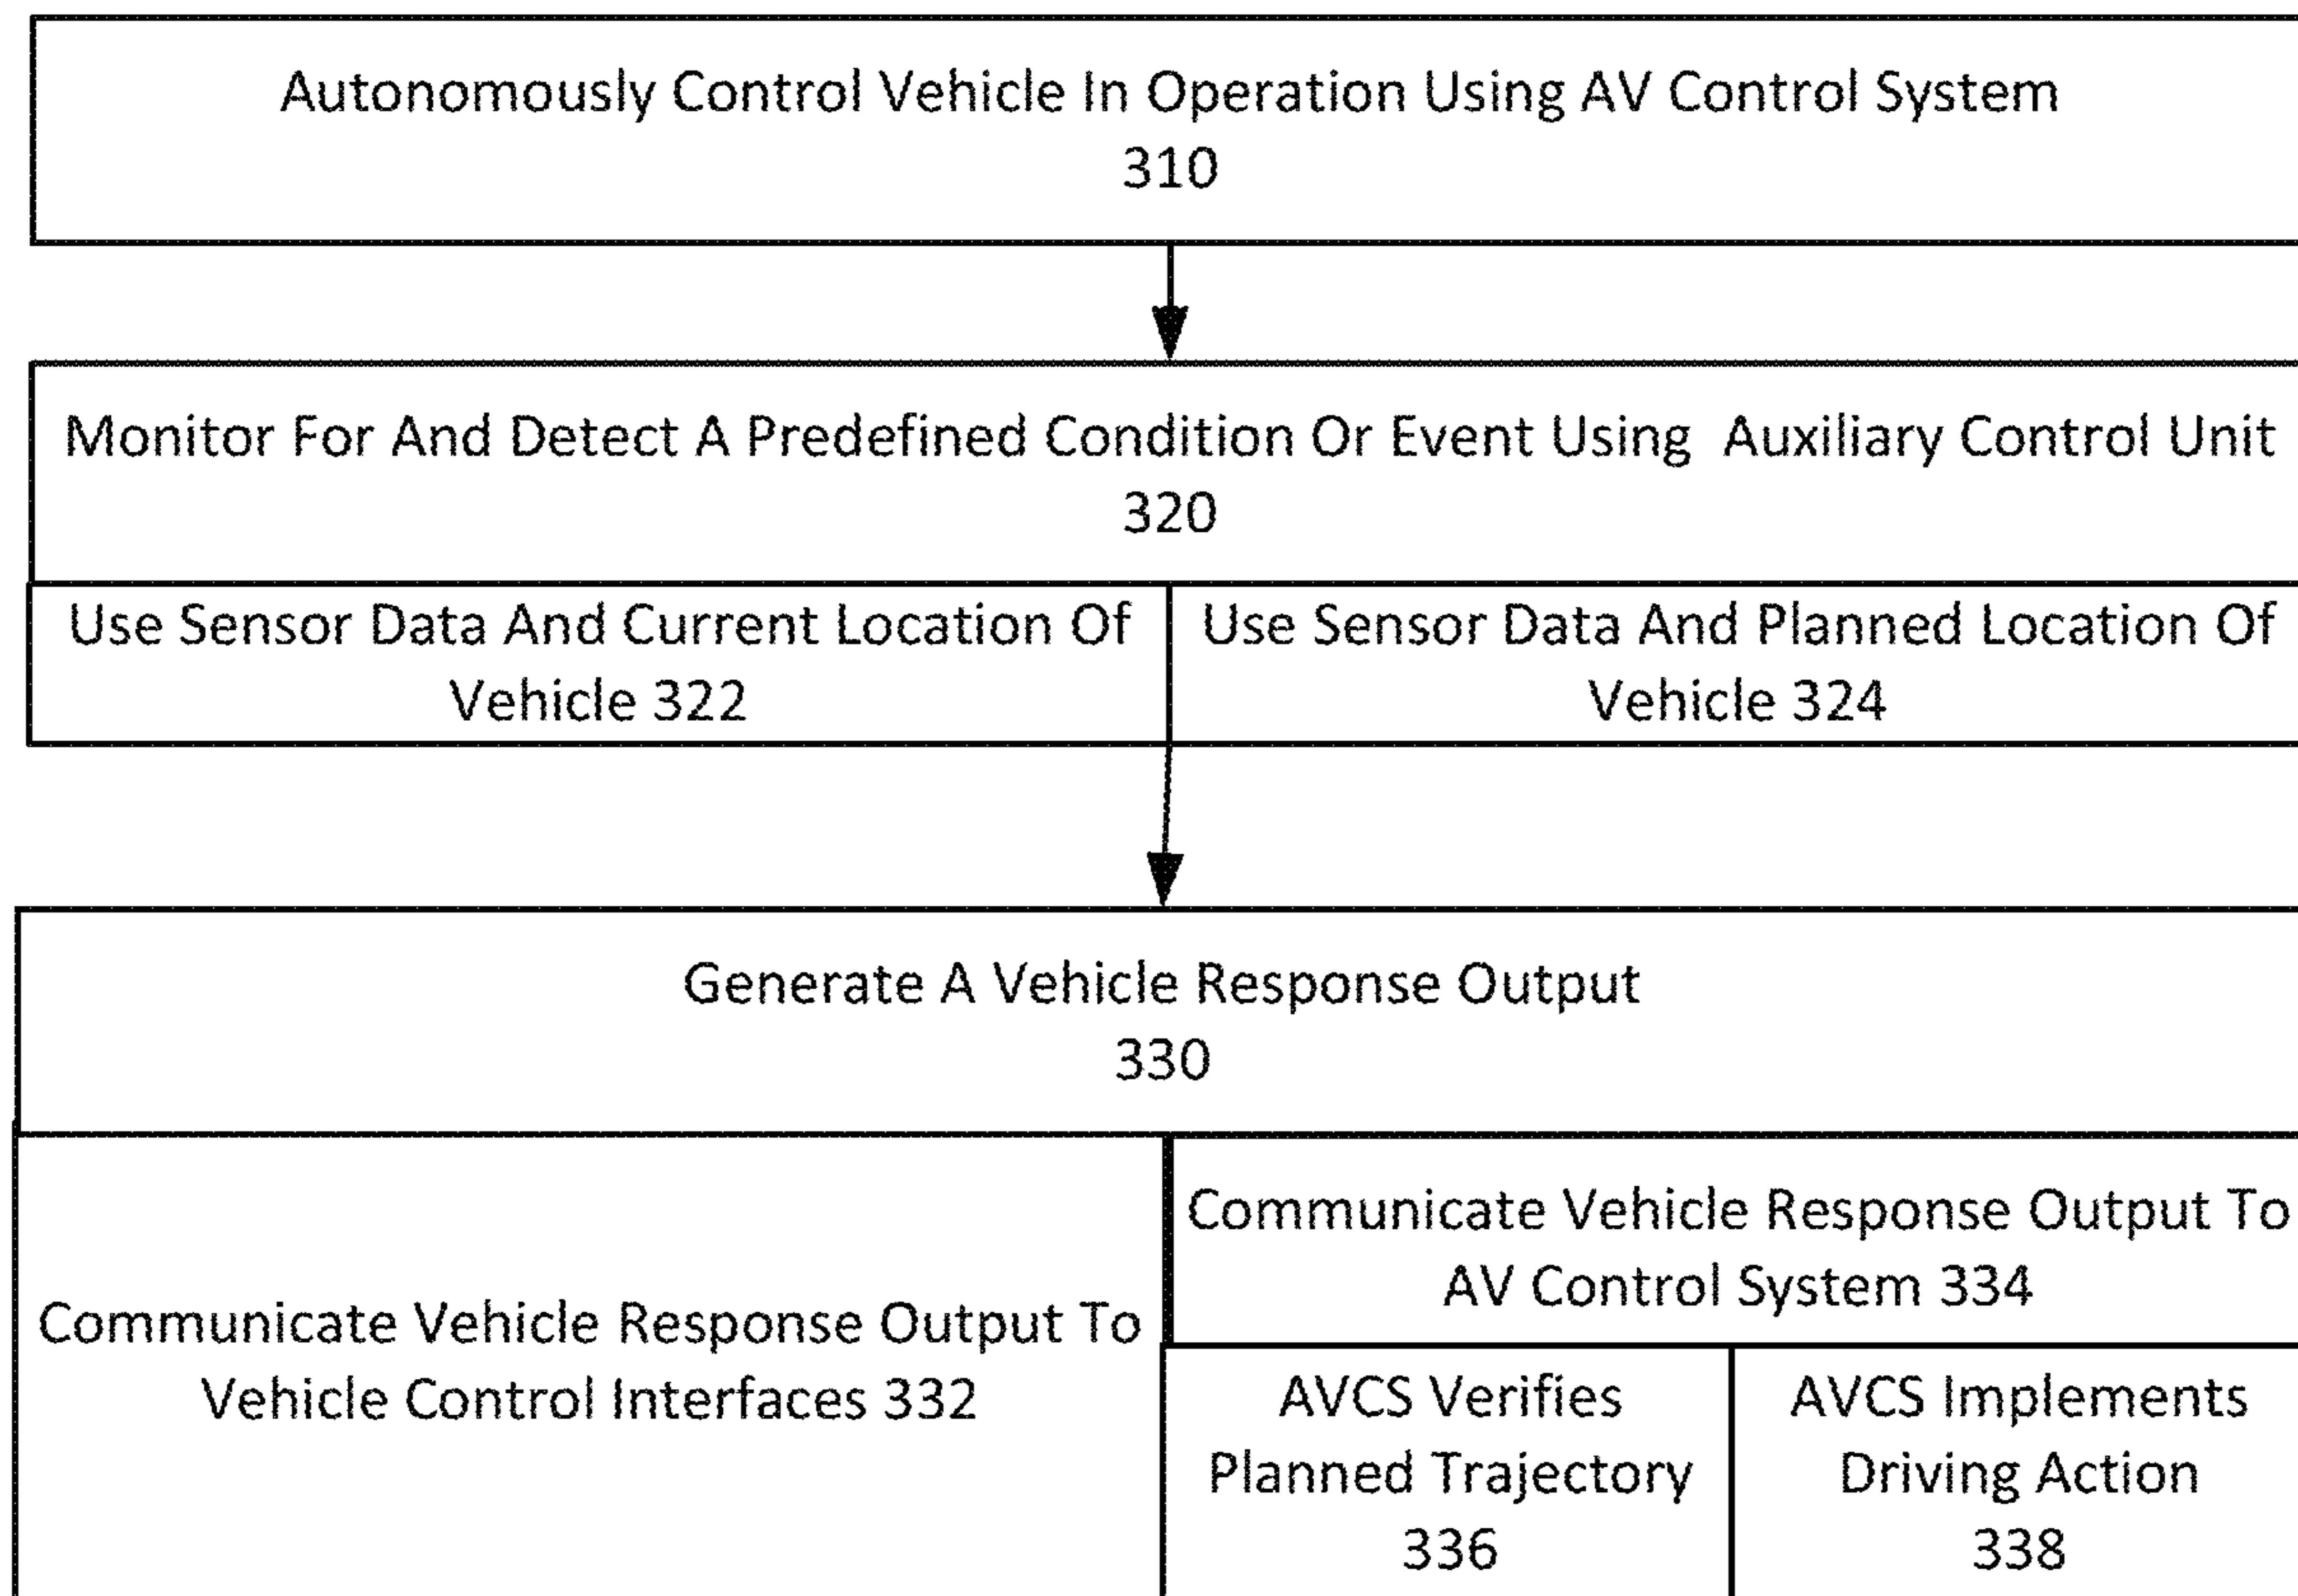 Autonomously Control Vehicle In Operation Using AV Control System
310
Monitor For And Detect A Predefined Condition Or Event Using Auxiliary Control Unit
320
Use Sensor Data And Current Location Of
Vehicle 322
Use Sensor Data And Planned Location Of
Vehicle 324
Generate A Vehicle Response Output
330
Communicate Vehicle Response Output To
Vehicle Control Interfaces 332
Communicate Vehicle Response Output To
AV Control System 334
AVCS Verifies
Planned Trajectory
336
AVCS Implements
Driving Action
338